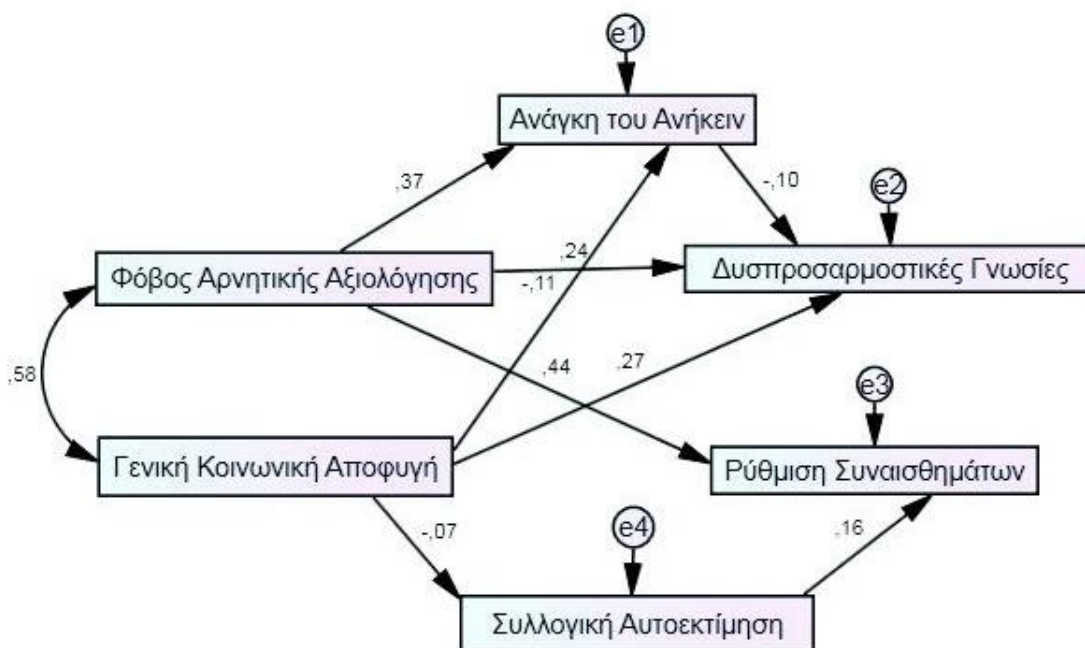 e1
Ανάγκη του Ανήκειν
,37
-,10
e2
Φόβος Αρνητικής Αξιολόγησης
,24
-,11
Δυσπροσαρμοστικές Γνωσίες
,58
,44
,27
e3
Γενική Κοινωνική Αποφυγή
Ρύθμιση Συναισθημάτων
-,07
e4
,16
Συλλογική Αυτοεκτίμηση